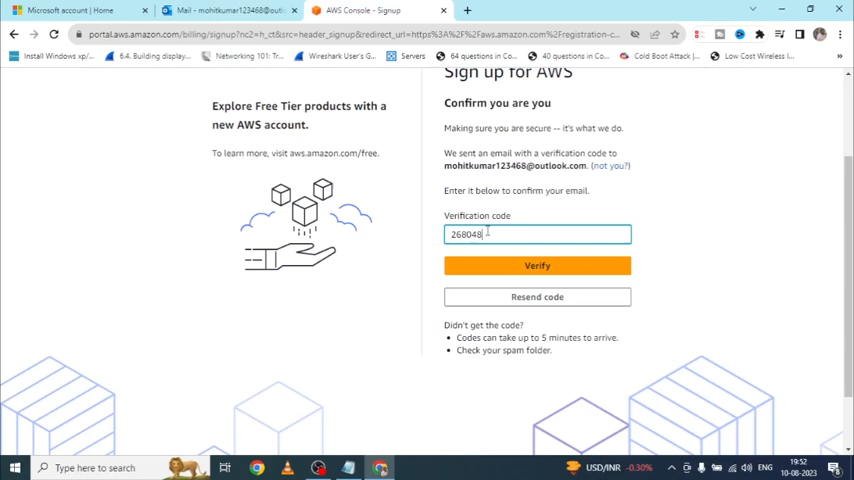 Microsoft account | Home
Mail - mohitkumar123468@outl
AWS Console - Signup
portal.aws.amazon.com/billing/signup?nc2=h_ct&src=header_signup&redirect_url=https%3A%2F%2Faws.amazon.com%2Fregistration-c
Install Windows xp/...
6.4. Building display...
Networking 101: Tr...
Wireshark User's G...
Servers
64 questions in Co...
40 questions in Co...
Cold Boot Attack |...
Low Cost Wireless I...
Sign up for AWS
Explore Free Tier products with a
new AWS account.
To learn more, visit aws.amazon.com/free.
Confirm you are you
Making sure you are secure -- it's what we do.
We sent an email with a verification code to
mohitkumar123468@outlook.com. (not you?)
Enter it below to confirm your email.
Verification code
268048
Verify
Resend code
Didn't get the code?
• Codes can take up to 5 minutes to arrive.
• Check your spam folder.
Type here to search
USD/INR -0.30%
ENG
19:52
10-08-2023